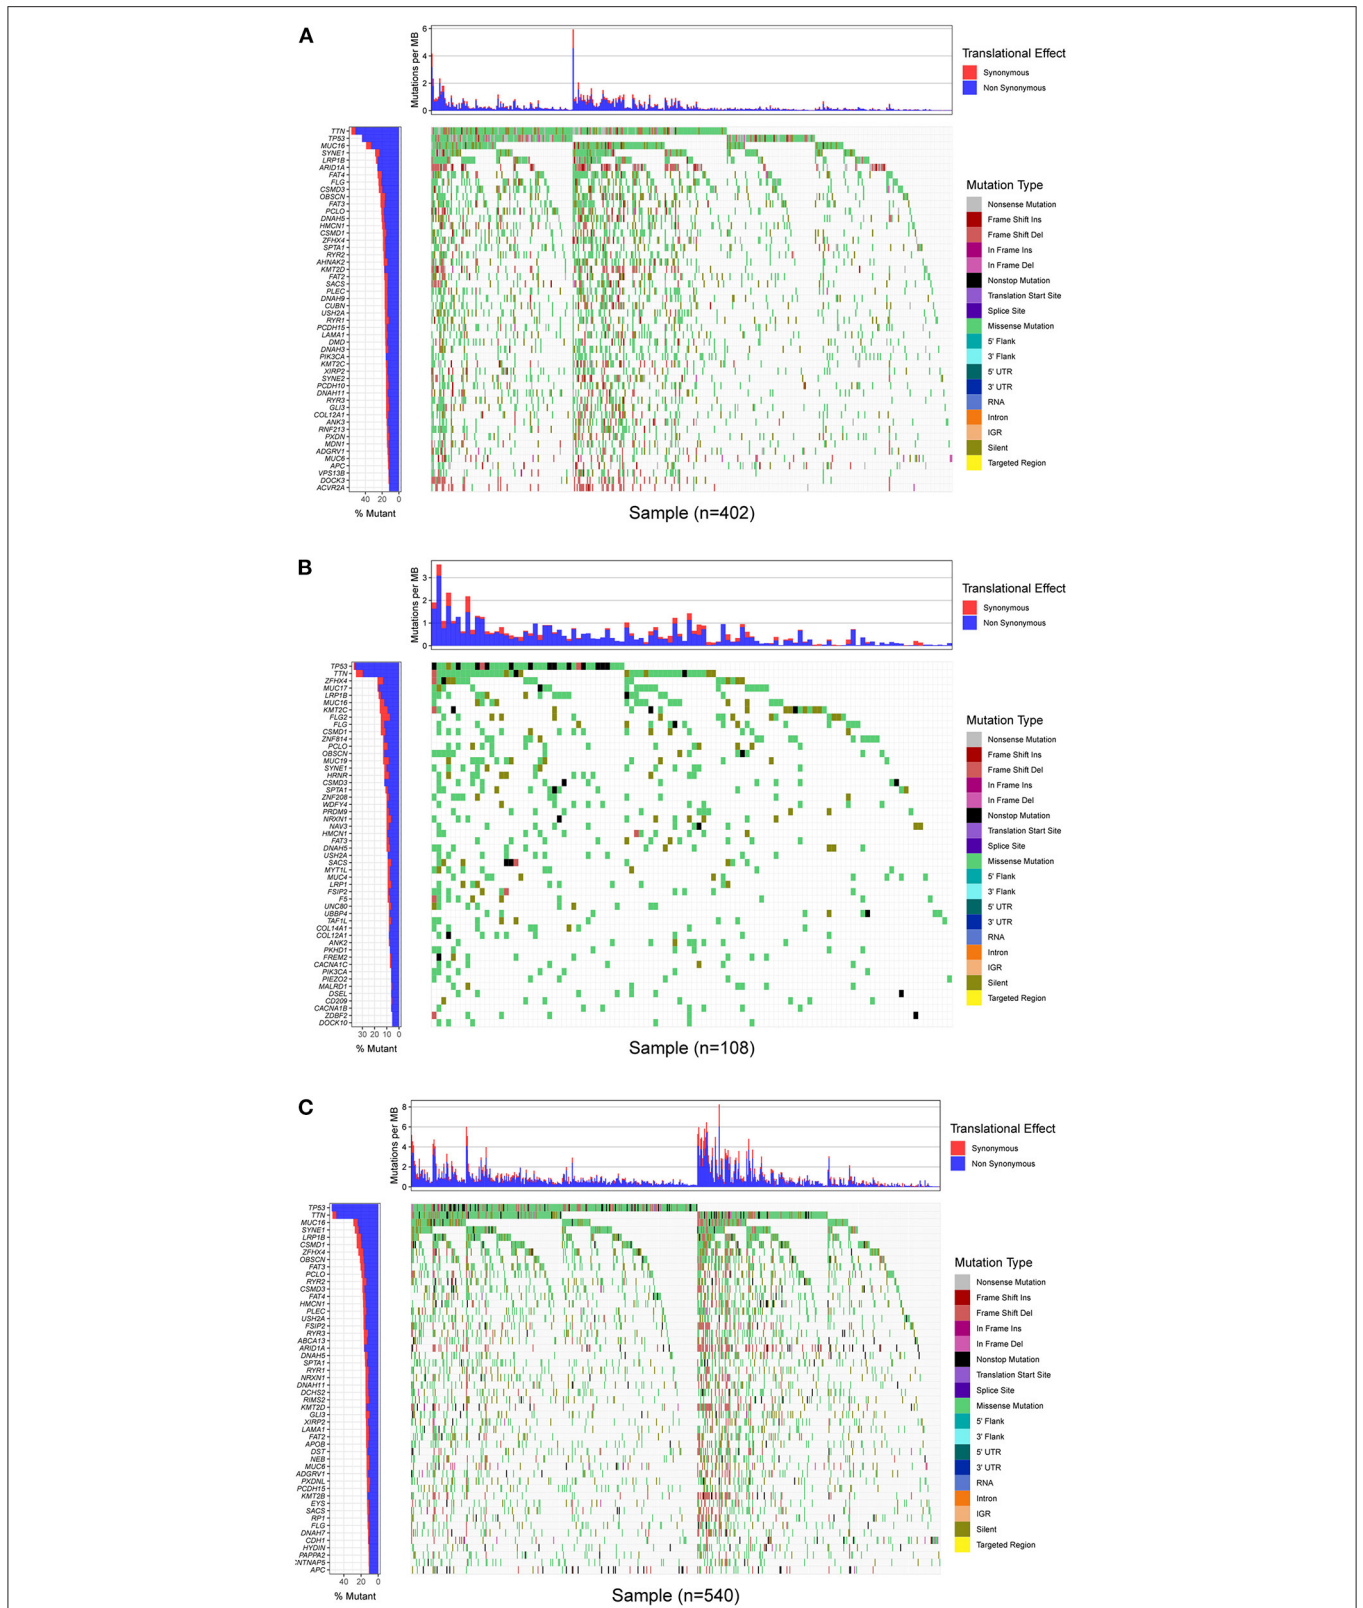 A
Mutations per MB
6
4
2
0
Translational Effect
Synonymous
Non Synonymous
TTN
TP53
MUC16
SYNE1
LRP1B
ARID1A
FAT4
FLG
CSMD3
OBSCN
FAT3
PCLO
DNAH5
HMCN1
CSMD1
ZFHX4
SPTA1
RYR2
AHNAK2
KMT2D
FAT2
SACS
PLEC
DNAH9
CUBN
USH2A
RYR1
PCDH15
LAMA1
DMD
DNAH3
PIK3CA
KMT2C
XIRP2
SYNE2
PCDH10
DNAH11
RYR3
GLI3
COL12A1
ANK3
RNF213
PXDN
MDN1
ADGRV1
MUC6
APC
VPS13B
DOCK3
ACVR2A
40 20 0
% Mutant
Sample (n=402)
Mutation Type
Nonsense Mutation
Frame Shift Ins
Frame Shift Del
In Frame Ins
In Frame Del
Nonstop Mutation
Translation Start Site
Splice Site
Missense Mutation
5' Flank
3' Flank
5' UTR
3' UTR
RNA
Intron
IGR
Silent
Targeted Region
B
Mutations per MB
3
2
1
0
Translational Effect
Synonymous
Non Synonymous
TP53
TTN
ZFHX4
MUC17
LRP1B
MUC16
KMT2C
FLG2
FLG
CSMD1
ZNF814
PCLO
OBSCN
MUC19
SYNE1
HRNR
CSMD3
SPTA1
ZNF208
WDFY4
PRDM9
NRXN1
NAV3
HMCN1
FAT3
DNAH5
USH2A
SACS
MYT1L
MUC4
LRP1
FSIP2
F5
UNC80
UBBP4
TAF1L
COL14A1
COL12A1
ANK2
PKHD1
FREM2
CACNA1C
PIK3CA
PIEZO2
MALRD1
DSEL
CD209
CACNA1B
ZDBF2
DOCK10
30 20 10 0
% Mutant
Sample (n=108)
Mutation Type
Nonsense Mutation
Frame Shift Ins
Frame Shift Del
In Frame Ins
In Frame Del
Nonstop Mutation
Translation Start Site
Splice Site
Missense Mutation
5' Flank
3' Flank
5' UTR
3' UTR
RNA
Intron
IGR
Silent
Targeted Region
C
Mutations per MB
8
6
4
2
0
Translational Effect
Synonymous
Non Synonymous
TP53
TTN
MUC16
SYNE1
LRP1B
CSMD1
ZFHX4
OBSCN
FAT3
PCLO
RYR2
CSMD3
FAT4
HMCN1
PLEC
USH2A
FSIP2
RYR3
ABCA13
ARID1A
DNAH5
SPTA1
RYR1
NRXN1
DNAH11
DCHS2
RIMS2
KMT2D
GLI3
XIRP2
LAMA1
FAT2
APOB
DST
NEB
MUC6
ADGRV1
PXDNL
PCDH15
KMT2B
EYS
SACS
RP1
FLG
DNAH7
CDH1
HYDIN
PAPPA2
CNTNAP5
APC
40 20 0
% Mutant
Sample (n=540)
Mutation Type
Nonsense Mutation
Frame Shift Ins
Frame Shift Del
In Frame Ins
In Frame Del
Nonstop Mutation
Translation Start Site
Splice Site
Missense Mutation
5' Flank
3' Flank
5' UTR
3' UTR
RNA
Intron
IGR
Silent
Targeted Region